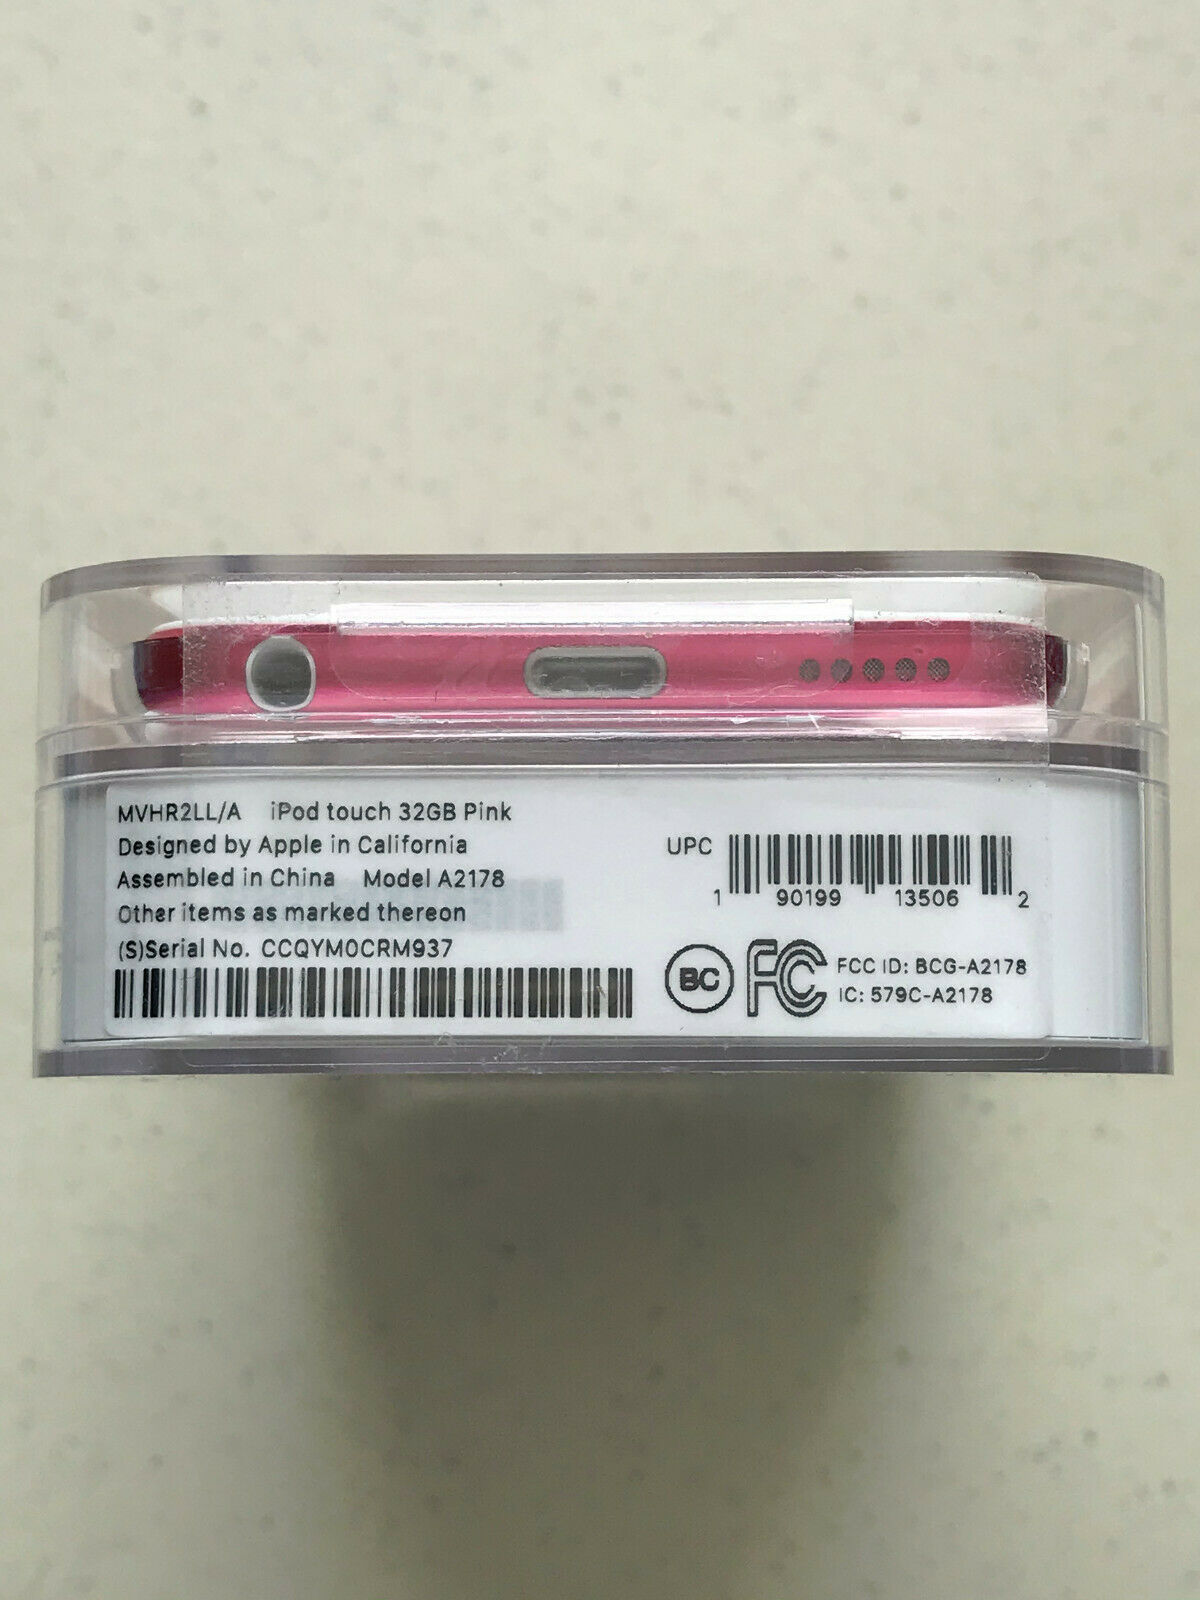 MVHR2LL/A iPod touch 32GB Pink
Designed by Apple in California
Assembled in China Model A2178
Other items as marked thereon
(S)Serial No. CCQYM0CRM937
UPC
1 90199 13506 2
BC FC FCC ID: BCG-A2178
IC: 579C-A2178